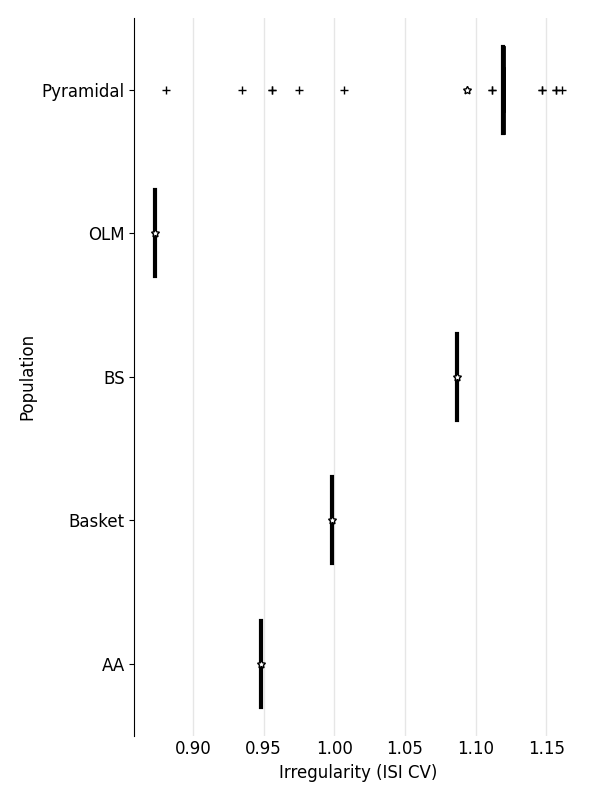 Pyramidal
OLM
BS
Basket
AA
Population
0.90 0.95 1.00 1.05 1.10 1.15
Irregularity (ISI CV)